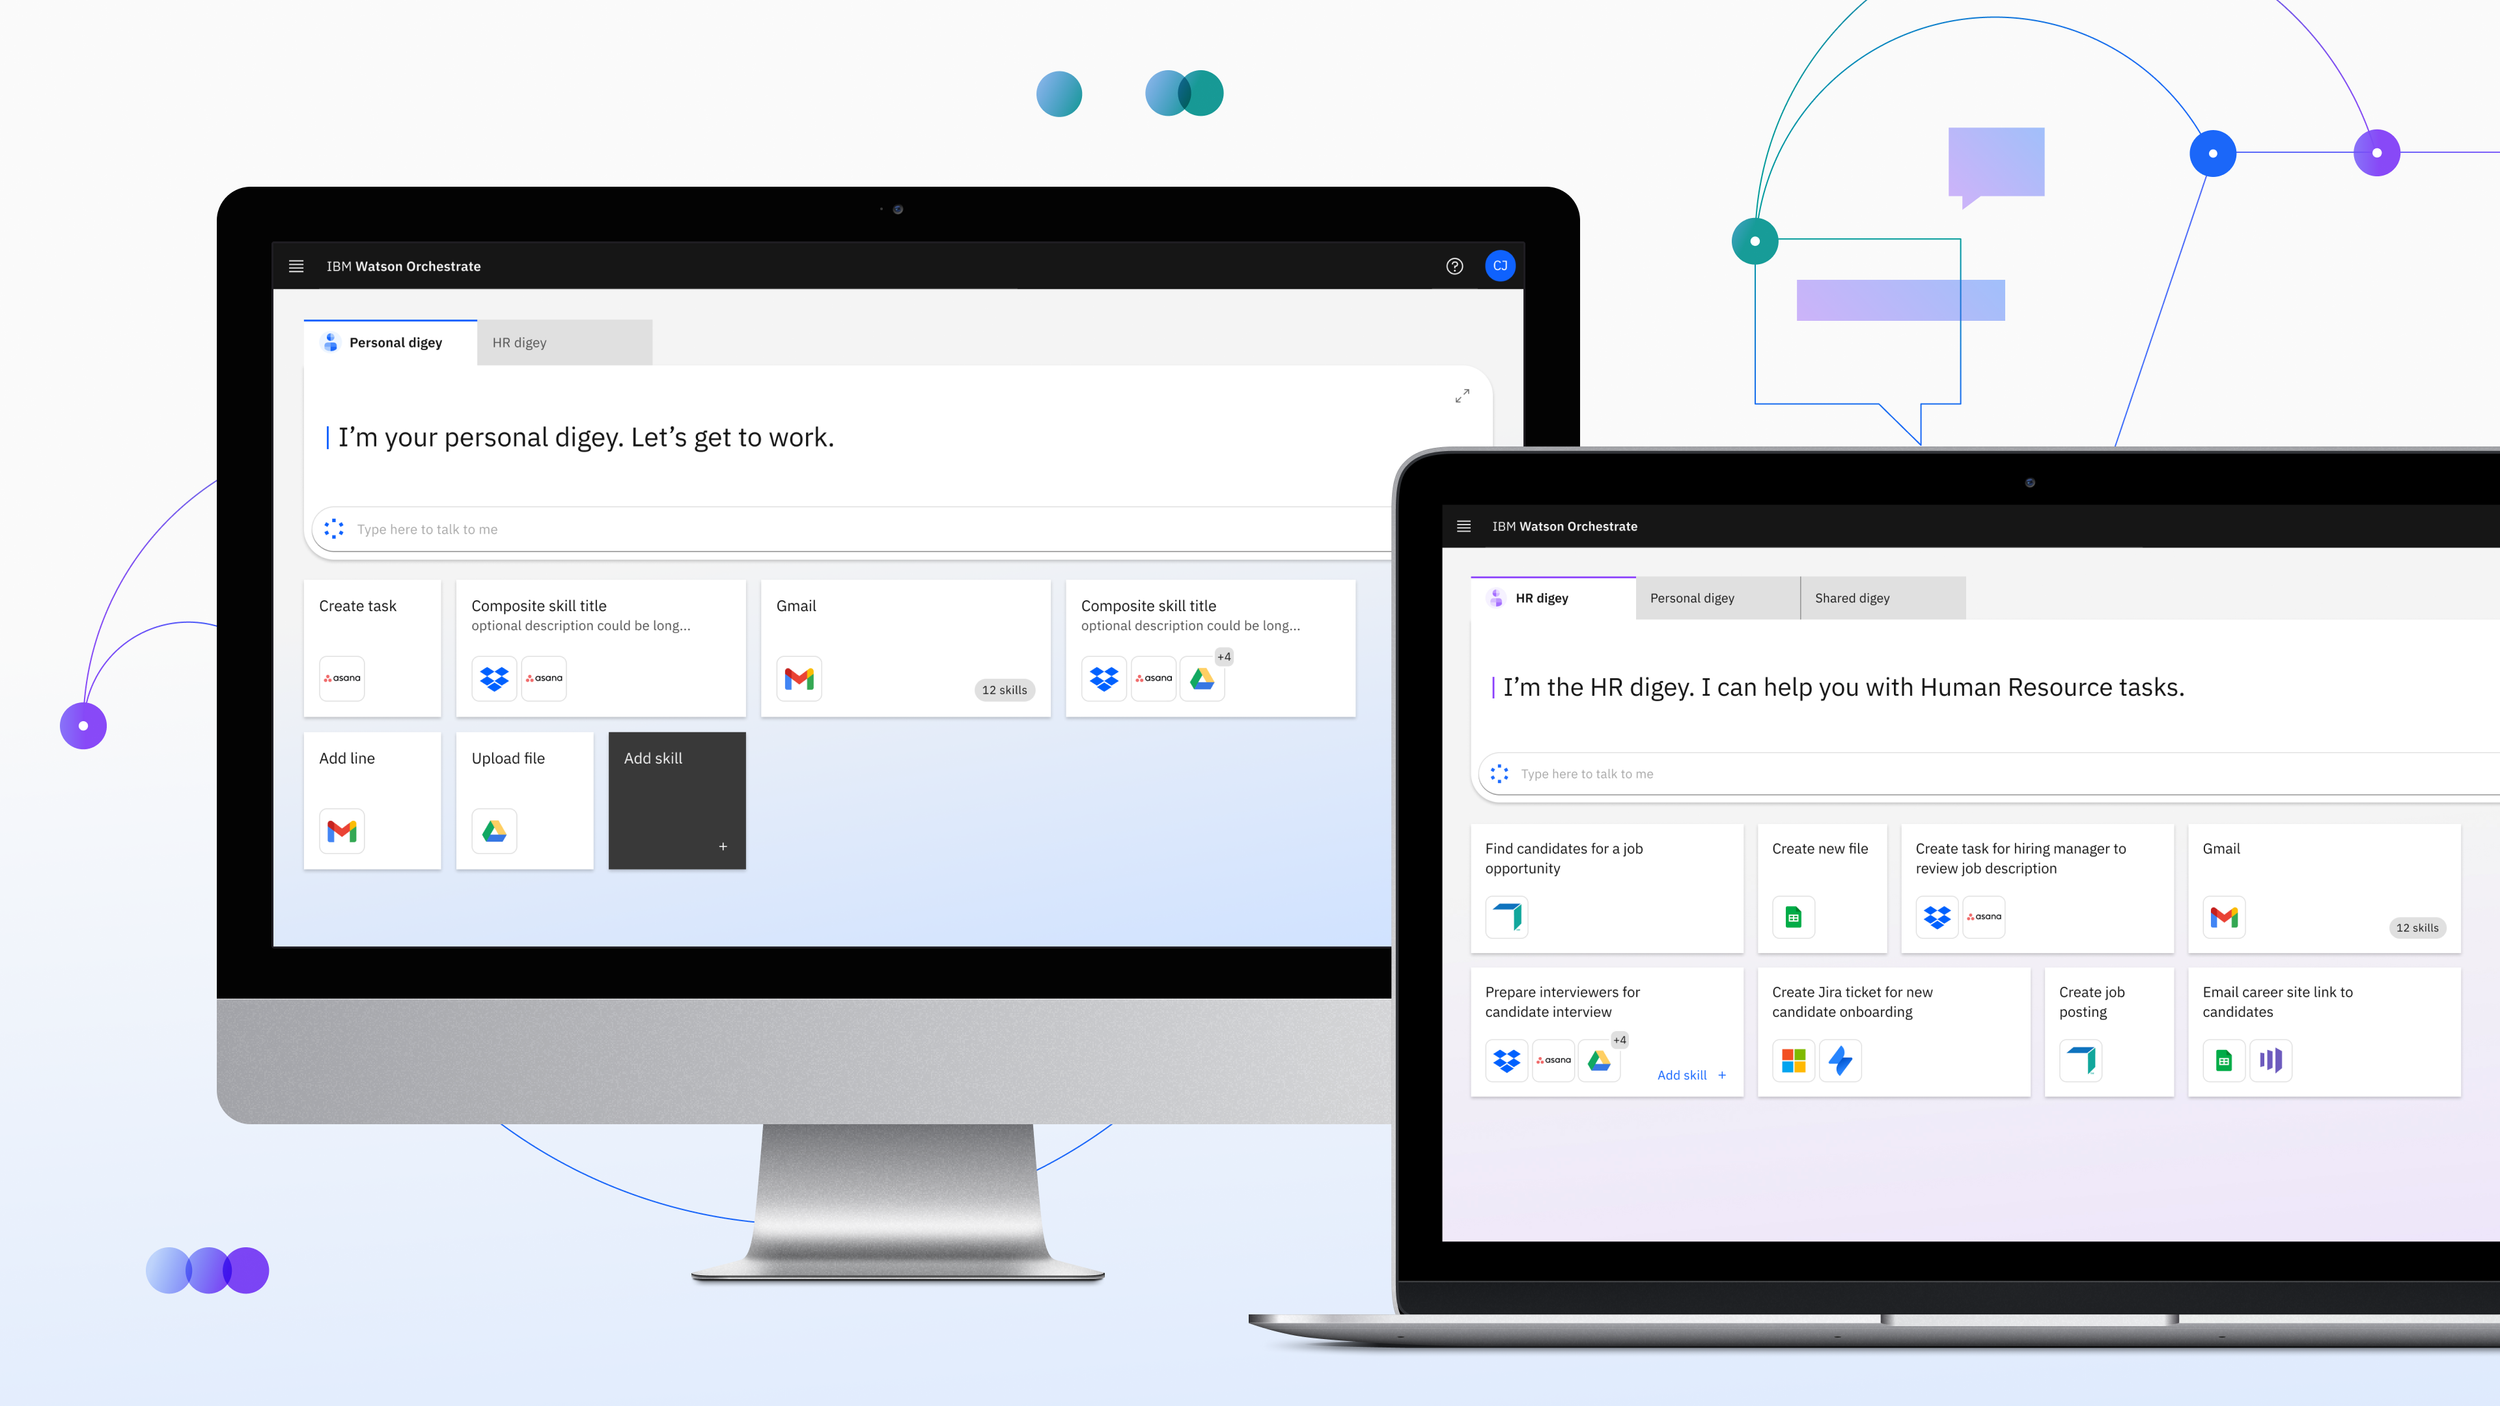 IBM Watson Orchestrate
CJ
Personal digey
HR digey
I’m your personal digey. Let’s get to work.
Type here to talk to me
Create task
asana
Composite skill title
optional description could be long...
asana
Gmail
12 skills
Composite skill title
optional description could be long...
asana
+4
Add line
Upload file
Add skill
+
IBM Watson Orchestrate
HR digey
Personal digey
Shared digey
I’m the HR digey. I can help you with Human Resource tasks.
Type here to talk to me
Find candidates for a job
opportunity
Create new file
Create task for hiring manager to
review job description
asana
Gmail
12 skills
Prepare interviewers for
candidate interview
asana
+4
Add skill +
Create Jira ticket for new
candidate onboarding
Create job
posting
Email career site link to
candidates